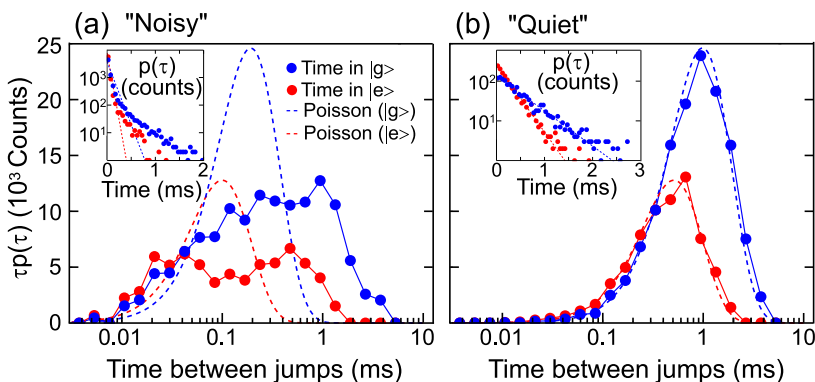 (a) "Noisy"
(b) "Quiet"
τp(τ) (10³ Counts)
25
20
15
10
5
0
p(τ)
(counts)
10³
10²
10¹
0 1 2
Time (ms)
Time in |g>
Time in |e>
Poisson (|g>)
Poisson (|e>)
0.01 0.1 1 10
Time between jumps (ms)
p(τ)
(counts)
10²
10¹
0 1 2 3
Time (ms)
0.01 0.1 1 10
Time between jumps (ms)